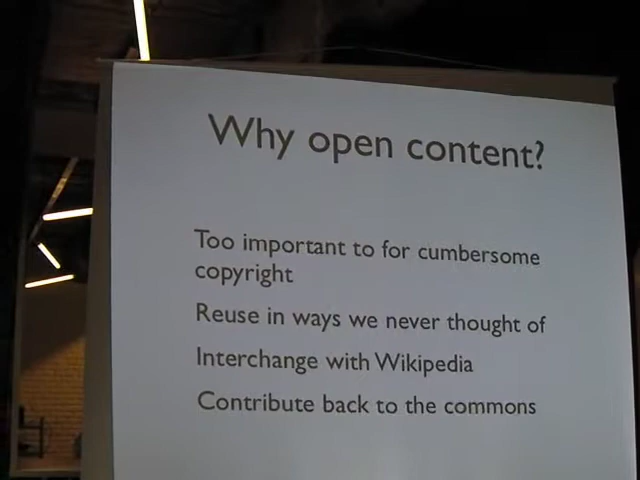 Why open content?
Too important to for cumbersome
copyright
Reuse in ways we never thought of
Interchange with Wikipedia
Contribute back to the commons